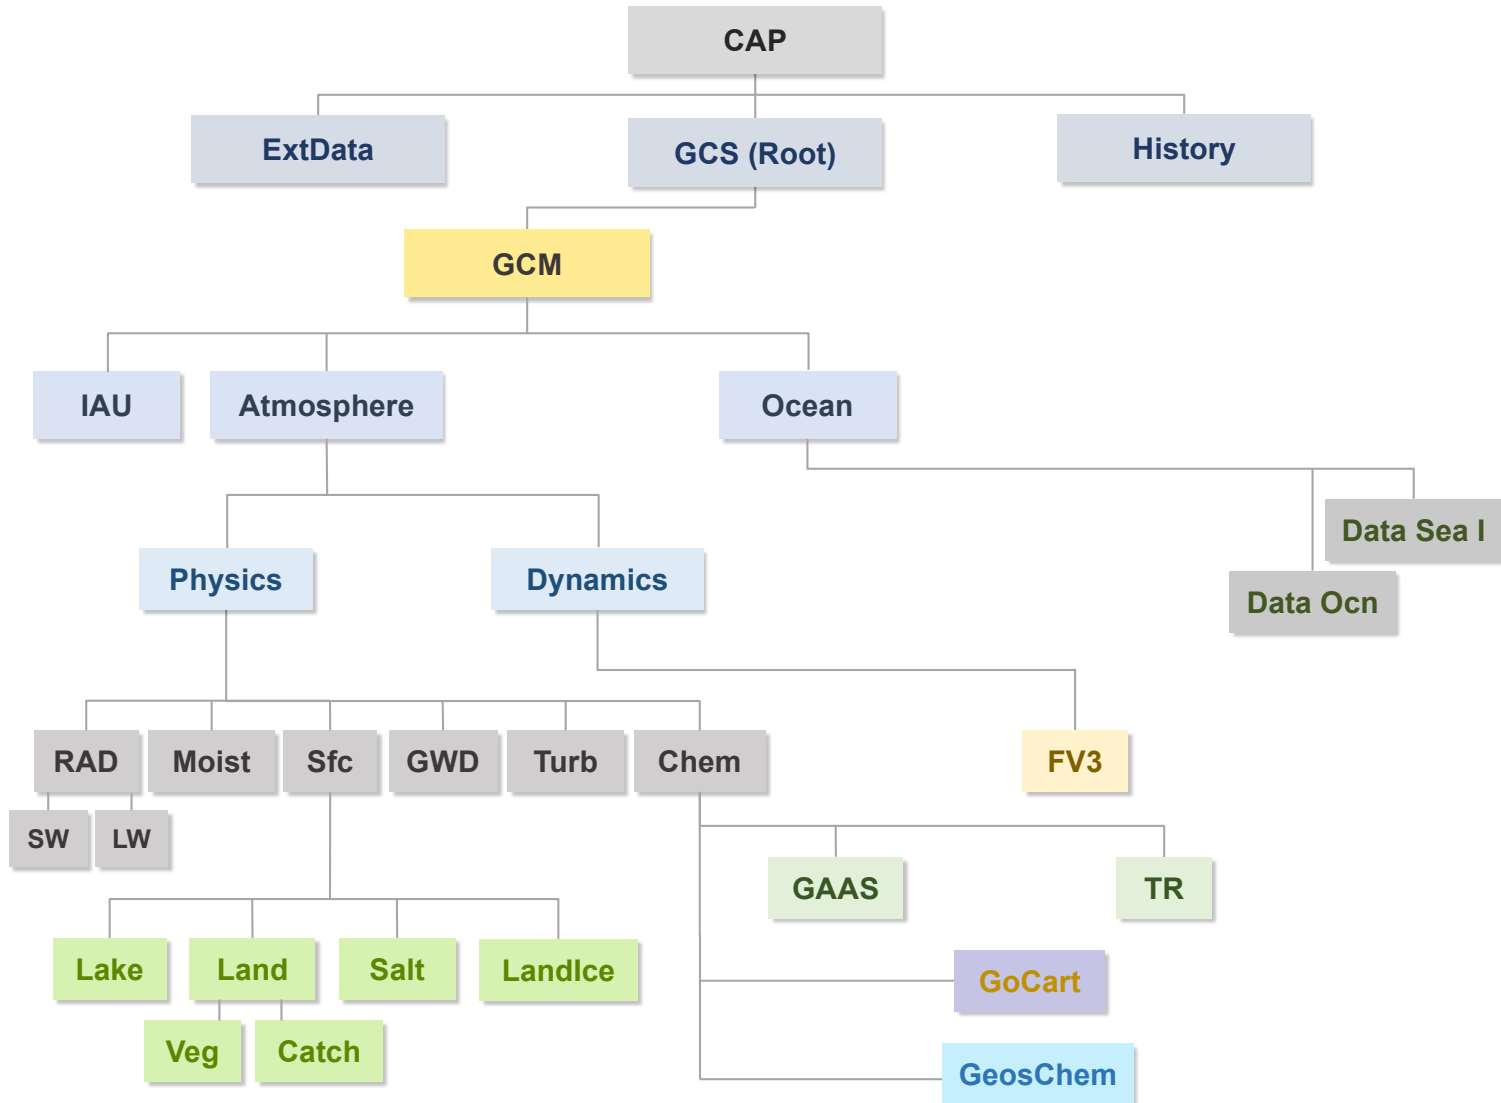 CAP
ExtData
GCS (Root)
History
GCM
IAU
Atmosphere
Ocean
Data Sea I
Physics
Dynamics
Data Ocn
RAD
Moist
Sfc
GWD
Turb
Chem
FV3
SW
LW
GAAS
TR
Lake
Land
Salt
LandIce
GoCart
Veg
Catch
GeosChem